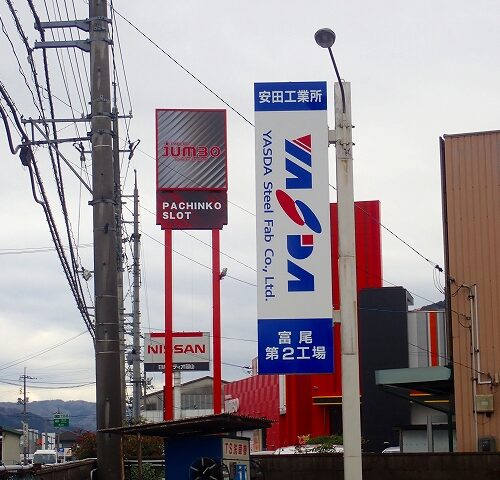 安田工業所
YASDA
YASDA Steel Fab Co., Ltd.
富尾
第2工場
JUMBO
PACHINKO
SLOT
NISSAN